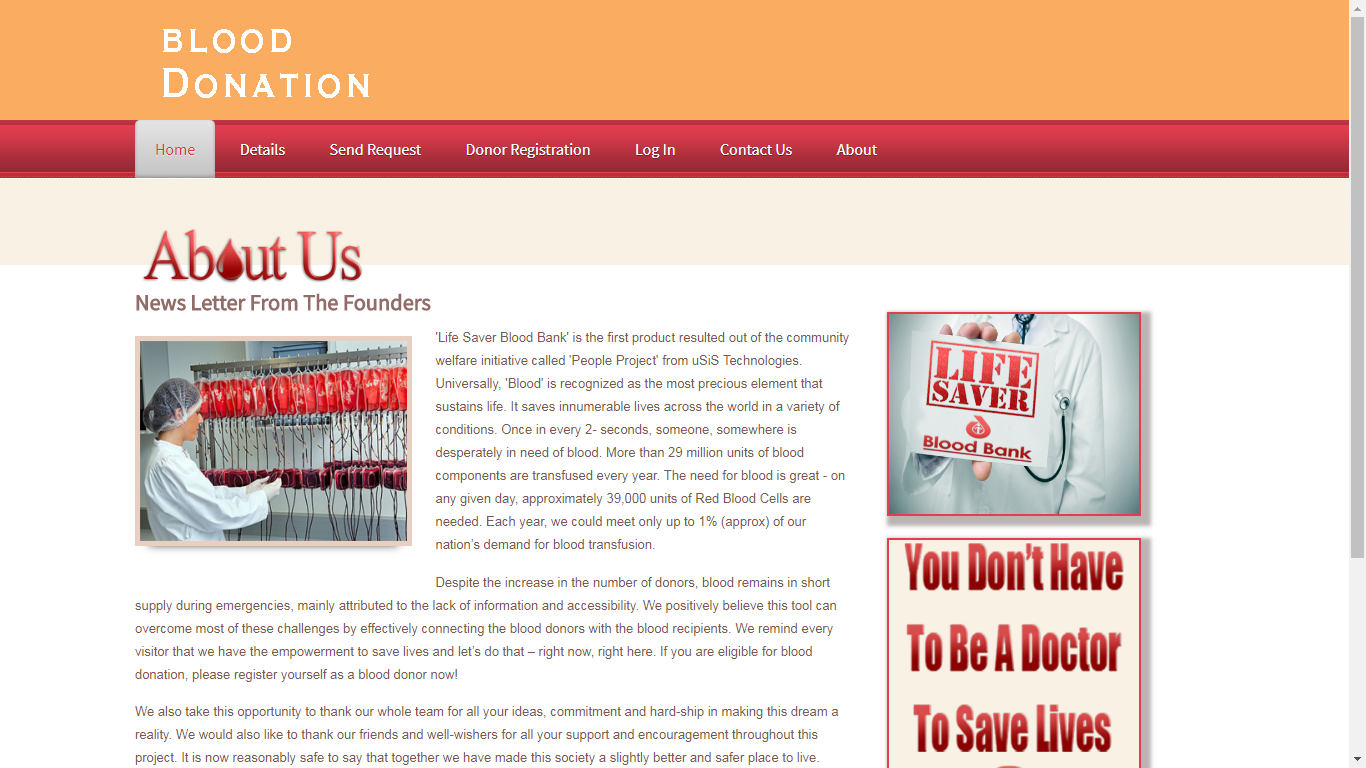 BLOOD
DONATION
Home Details Send Request Donor Registration Log In Contact Us About
About Us
News Letter From The Founders
'Life Saver Blood Bank' is the first product resulted out of the community
welfare initiative called 'People Project' from uSiS Technologies.
Universally, 'Blood' is recognized as the most precious element that
sustains life. It saves innumerable lives across the world in a variety of
conditions. Once in every 2- seconds, someone, somewhere is
desperately in need of blood. More than 29 million units of blood
components are transfused every year. The need for blood is great - on
any given day, approximately 39,000 units of Red Blood Cells are
needed. Each year, we could meet only up to 1% (approx) of our
nation’s demand for blood transfusion.
Despite the increase in the number of donors, blood remains in short
supply during emergencies, mainly attributed to the lack of information and accessibility. We positively believe this tool can
overcome most of these challenges by effectively connecting the blood donors with the blood recipients. We remind every
visitor that we have the empowerment to save lives and let’s do that – right now, right here. If you are eligible for blood
donation, please register yourself as a blood donor now!
We also take this opportunity to thank our whole team for all your ideas, commitment and hard-ship in making this dream a
reality. We would also like to thank our friends and well-wishers for all your support and encouragement throughout this
project. It is now reasonably safe to say that together we have made this society a slightly better and safer place to live.
LIFE
SAVER
Blood Bank
You Don't Have
To Be A Doctor
To Save Lives